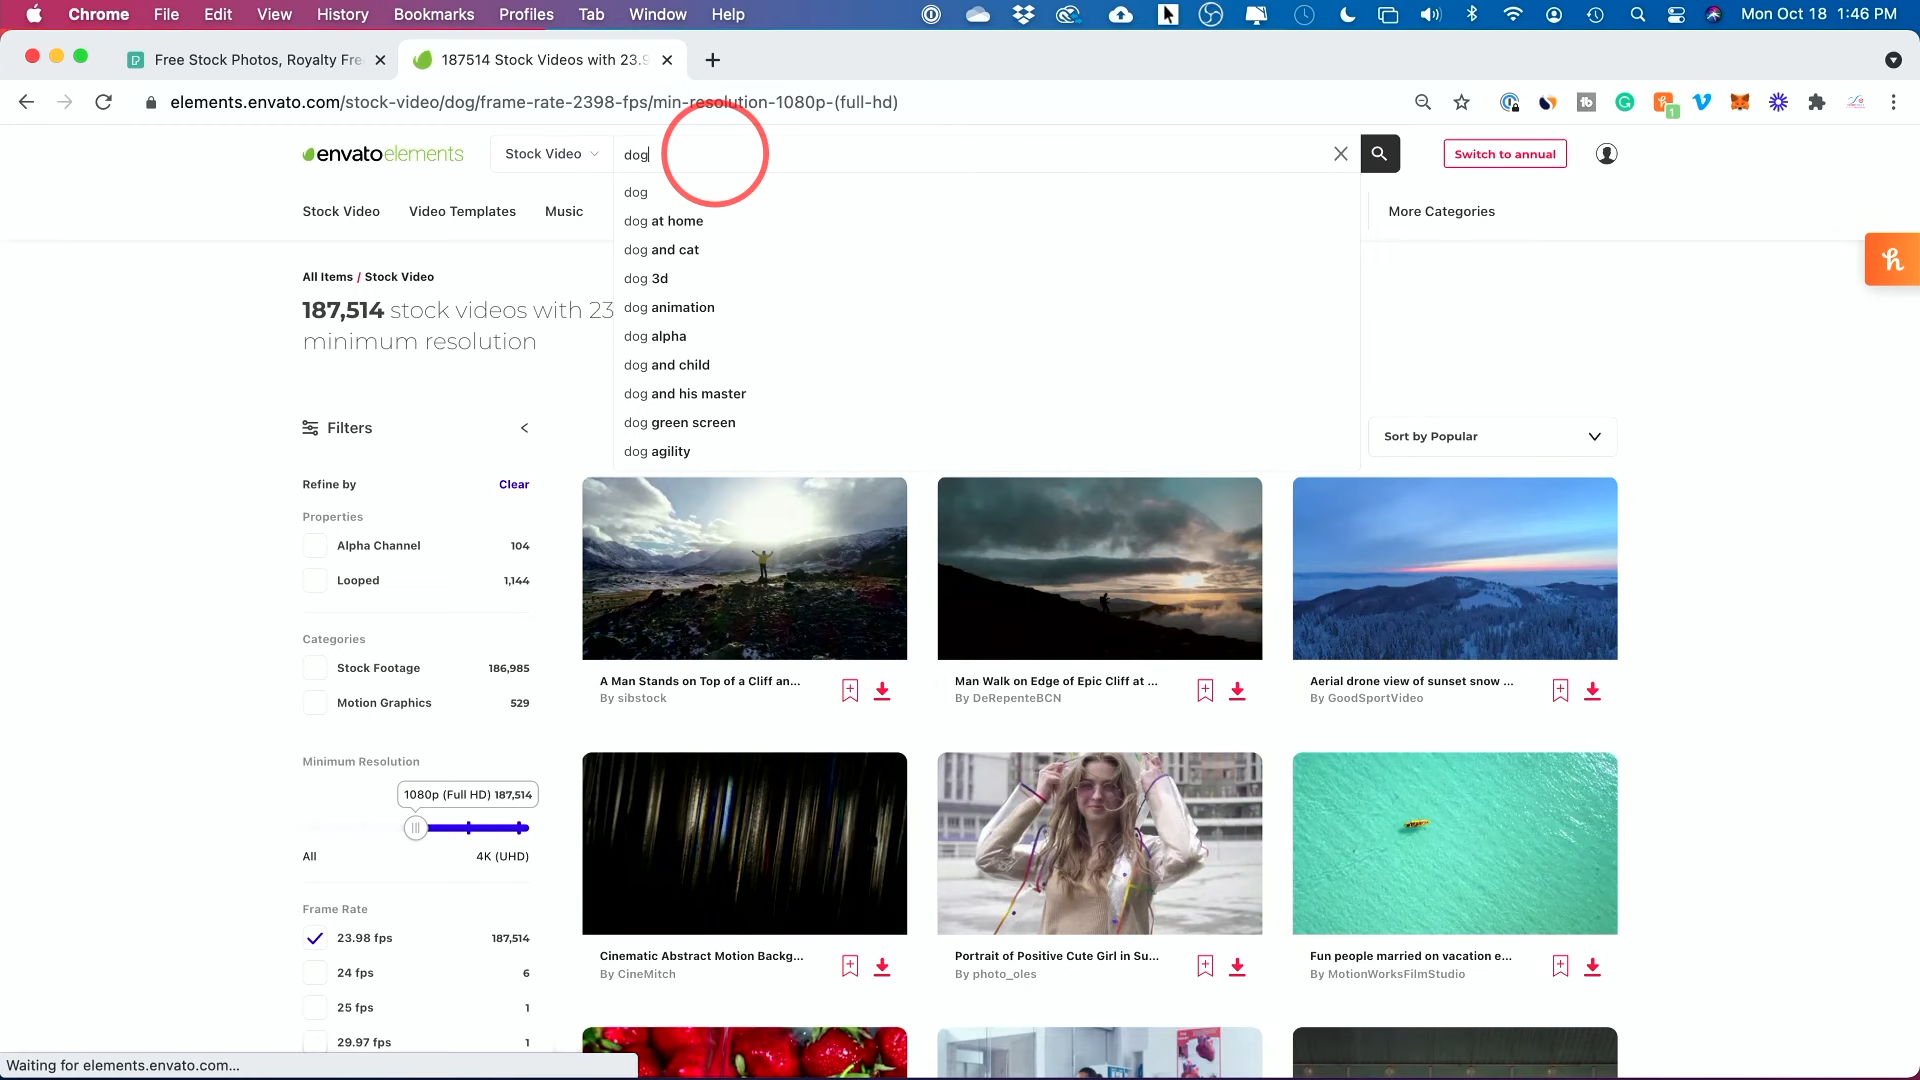 Chrome File Edit View History Bookmarks Profiles Tab Window Help Mon Oct 18 1:46 PM
Free Stock Photos, Royalty Fre 187514 Stock Videos with 23.9
elements.envato.com/stock-video/dog/frame-rate-2398-fps/min-resolution-1080p-(full-hd)
envato elements Stock Video dog Switch to annual
dog
Stock Video Video Templates Music More Categories
dog at home
dog and cat
dog 3d
dog animation
dog alpha
dog and child
dog and his master
dog green screen
dog agility
All Items / Stock Video
187,514 stock videos with 23
minimum resolution
Filters
Sort by Popular
Refine by Clear
Properties
Alpha Channel 104
Looped 1,144
Categories
Stock Footage 186,985
Motion Graphics 529
Minimum Resolution
1080p (Full HD) 187,514
All 4K (UHD)
Frame Rate
23.98 fps 187,514
24 fps 6
25 fps 1
29.97 fps 1
A Man Stands on Top of a Cliff an...
By sibstock
Man Walk on Edge of Epic Cliff at ...
By DeRepenteBCN
Aerial drone view of sunset snow ...
By GoodSportVideo
Cinematic Abstract Motion Backg...
By CineMitch
Portrait of Positive Cute Girl in Su...
By photo_oles
Fun people married on vacation e...
By MotionWorksFilmStudio
Waiting for elements.envato.com...